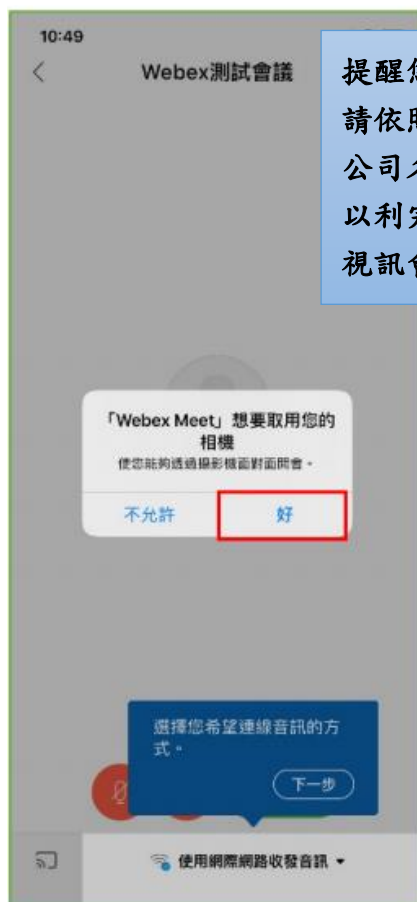 10:49
Webex測試會議
提醒
請依
公司
以利
視訊
「Webex Meet」想要取用您的
相機
使您能夠透過攝影機面對面開會。
不允許
好
選擇您希望連線音訊的方
式。
下一步
使用網際網路收發音訊